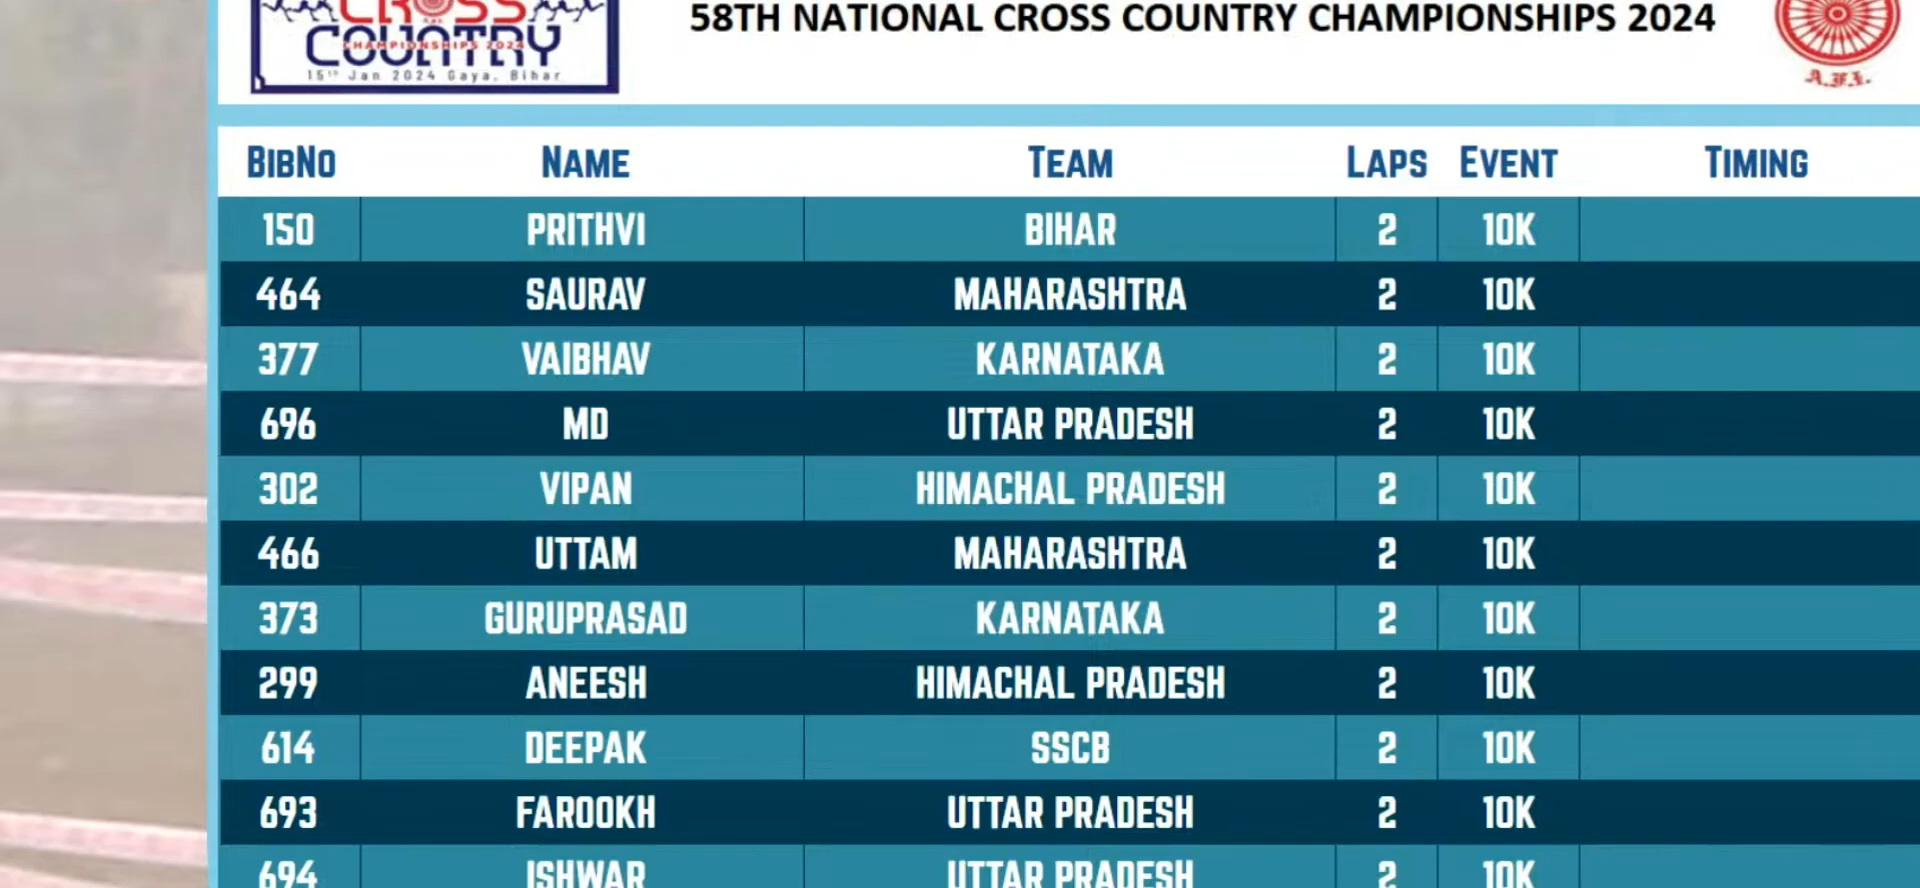 CROSS
COUNTRY
CHAMPIONSHIPS 2024
15th Jan 2024 Gaya, Bihar
58TH NATIONAL CROSS COUNTRY CHAMPIONSHIPS 2024
A.F.I.
BIBNO NAME TEAM LAPS EVENT TIMING
150 PRITHVI BIHAR 2 10K
464 SAURAV MAHARASHTRA 2 10K
377 VAIBHAV KARNATAKA 2 10K
696 MD UTTAR PRADESH 2 10K
302 VIPAN HIMACHAL PRADESH 2 10K
466 UTTAM MAHARASHTRA 2 10K
373 GURUPRASAD KARNATAKA 2 10K
299 ANEESH HIMACHAL PRADESH 2 10K
614 DEEPAK SSCB 2 10K
693 FAROOKH UTTAR PRADESH 2 10K
694 ISHWAR UTTAR PRADESH 2 10K